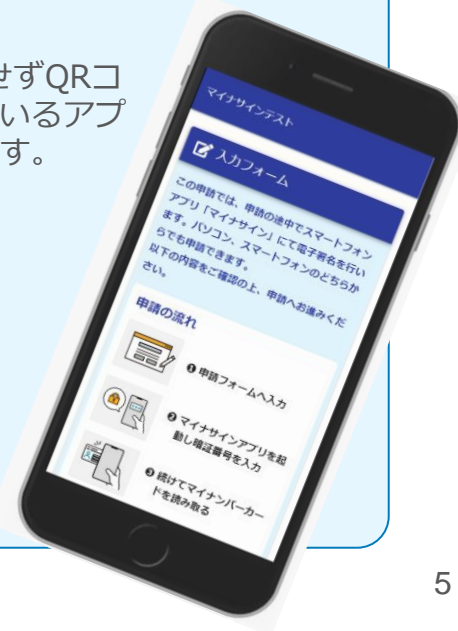 せずQRコ
いるアプ
す。
マイナサインテスト
入力フォーム
この申請では、申請の途中でスマートフォン
アプリ「マイナサイン」にて電子署名を行い
ます。パソコン、スマートフォンのどちらか
らでも申請できます。
以下の内容をご確認の上、申請へお進みくだ
さい。
申請の流れ
❶ 申請フォームへ入力
❷ マイナサインアプリを起
動し暗証番号を入力
❸ 続けてマイナンバーカー
ドを読み取る
5